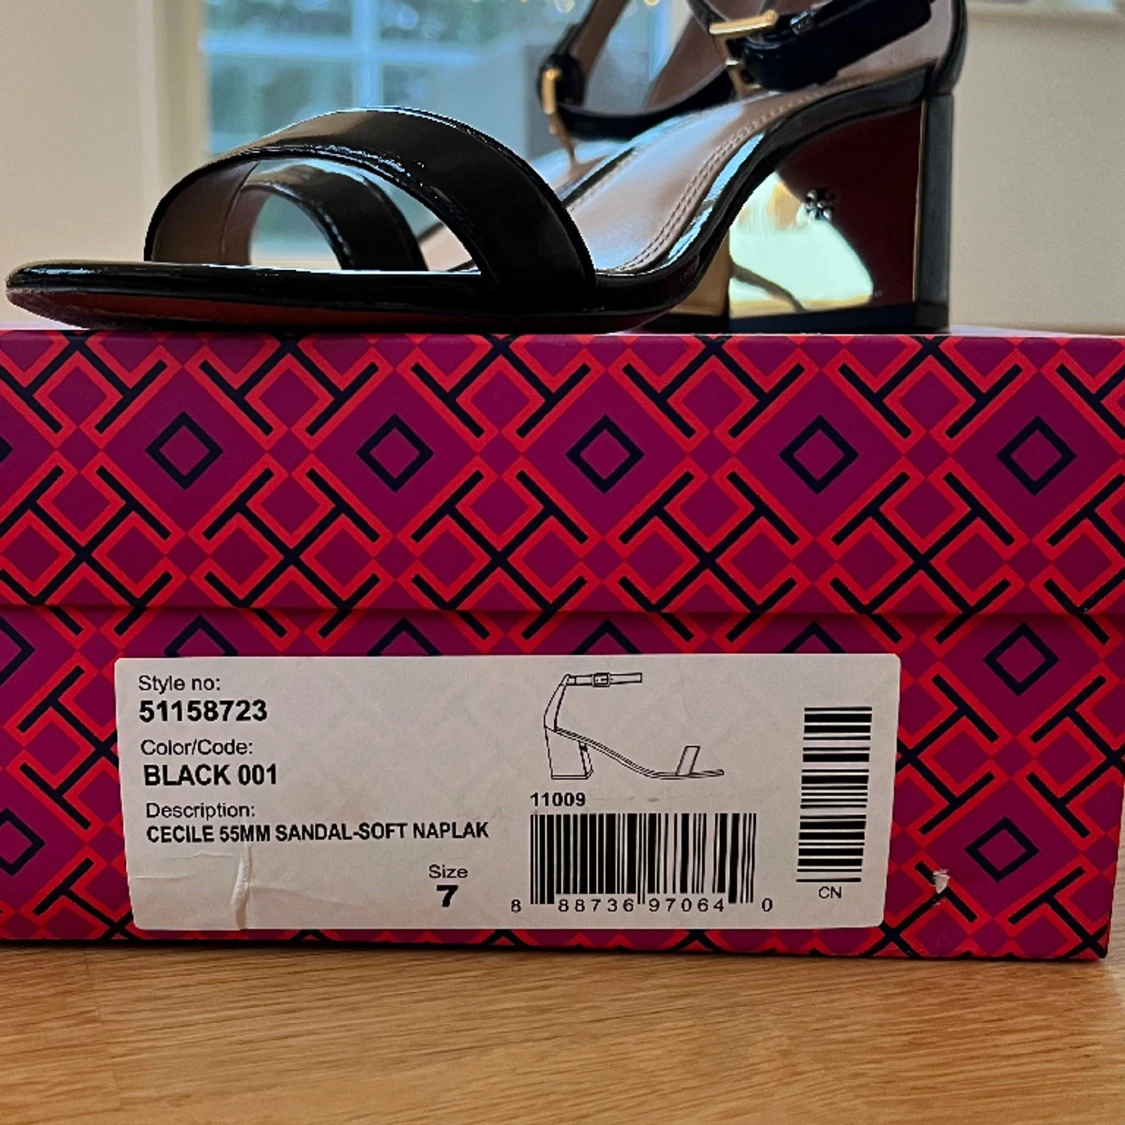 Style no:
51158723
Color/Code:
BLACK 001
Description:
CECILE 55MM SANDAL-SOFT NAPLAK
Size
7
11009
8 88736 97064 0
CN